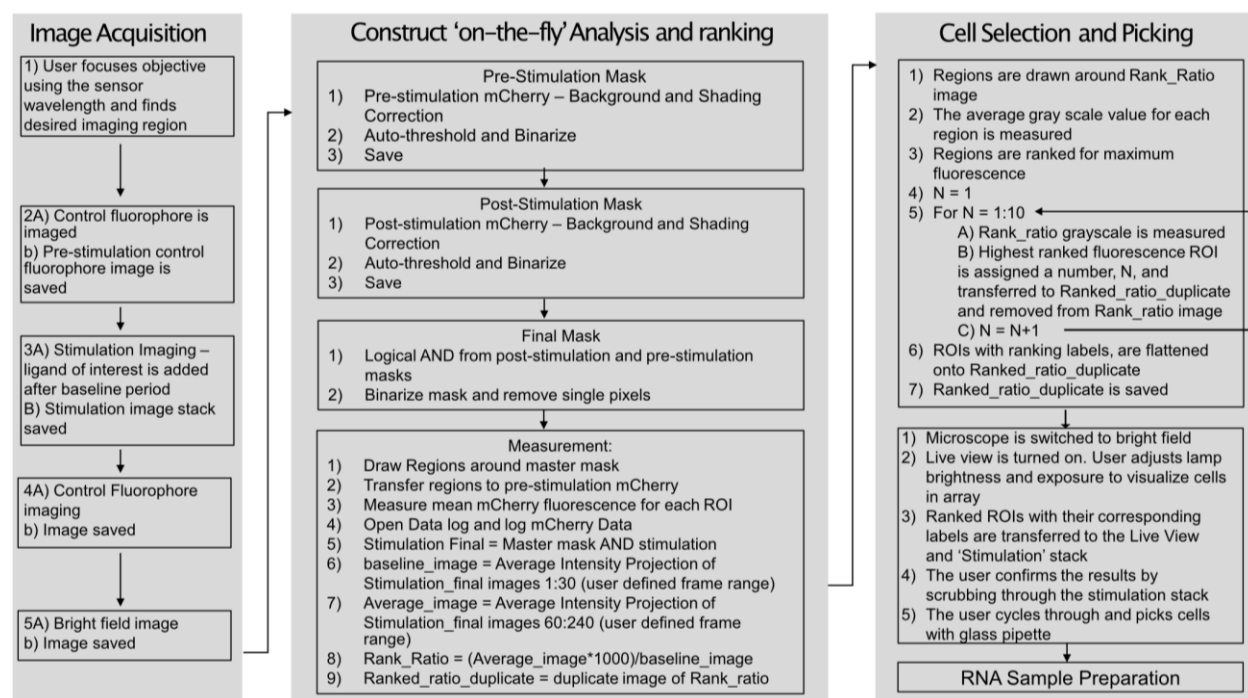 Image Acquisition
1) User focuses objective
using the sensor
wavelength and finds
desired imaging region
2A) Control fluorophore is
imaged
b) Pre-stimulation control
fluorophore image is
saved
3A) Stimulation Imaging –
ligand of interest is added
after baseline period
B) Stimulation image stack
saved
4A) Control Fluorophore
imaging
b) Image saved
5A) Bright field image
b) Image saved
Construct ‘on-the-fly’ Analysis and ranking
Pre-Stimulation Mask
1) Pre-stimulation mCherry – Background and Shading
Correction
2) Auto-threshold and Binarize
3) Save
Post-Stimulation Mask
1) Post-stimulation mCherry – Background and Shading
Correction
2) Auto-threshold and Binarize
3) Save
Final Mask
1) Logical AND from post-stimulation and pre-stimulation
masks
2) Binarize mask and remove single pixels
Measurement:
1) Draw Regions around master mask
2) Transfer regions to pre-stimulation mCherry
3) Measure mean mCherry fluorescence for each ROI
4) Open Data log and log mCherry Data
5) Stimulation Final = Master mask AND stimulation
6) baseline_image = Average Intensity Projection of
Stimulation_final images 1:30 (user defined frame range)
7) Average_image = Average Intensity Projection of
Stimulation_final images 60:240 (user defined frame
range)
8) Rank_Ratio = (Average_image*1000)/baseline_image
9) Ranked_ratio_duplicate = duplicate image of Rank_ratio
Cell Selection and Picking
1) Regions are drawn around Rank_Ratio
image
2) The average gray scale value for each
region is measured
3) Regions are ranked for maximum
fluorescence
4) N = 1
5) For N = 1:10
A) Rank_ratio grayscale is measured
B) Highest ranked fluorescence ROI
is assigned a number, N, and
transferred to Ranked_ratio_duplicate
and removed from Rank_ratio image
C) N = N+1
6) ROIs with ranking labels, are flattened
onto Ranked_ratio_duplicate
7) Ranked_ratio_duplicate is saved
1) Microscope is switched to bright field
2) Live view is turned on. User adjusts lamp
brightness and exposure to visualize cells
in array
3) Ranked ROIs with their corresponding
labels are transferred to the Live View
and ‘Stimulation’ stack
4) The user confirms the results by
scrubbing through the stimulation stack
5) The user cycles through and picks cells
with glass pipette
RNA Sample Preparation